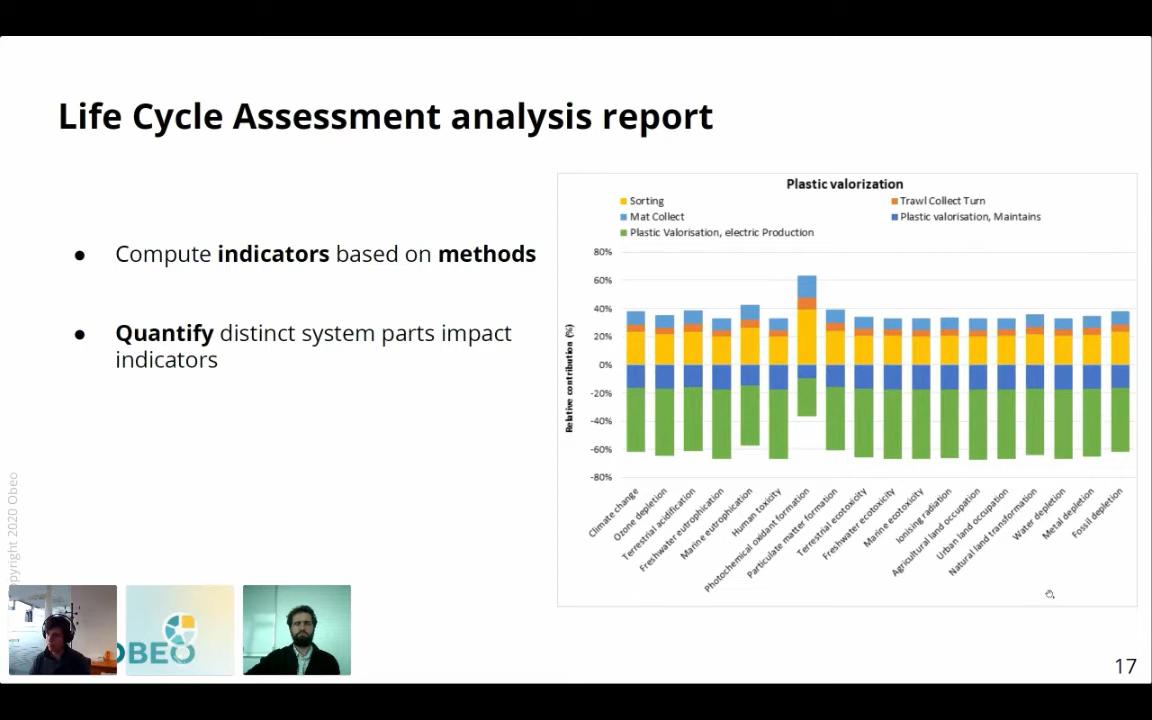 Life Cycle Assessment analysis report
● Compute indicators based on methods
● Quantify distinct system parts impact
indicators
Plastic valorization
Sorting
Trawl Collect Turn
Mat Collect
Plastic valorisation, Maintains
Plastic Valorisation, electric Production
Relative contribution (%)
80%
60%
40%
20%
0%
-20%
-40%
-60%
-80%
Climate change
Ozone depletion
Terrestrial acidification
Freshwater eutrophication
Marine eutrophication
Human toxicity
Photochemical oxidant formation
Particulate matter formation
Terrestrial ecotoxicity
Freshwater ecotoxicity
Marine ecotoxicity
Ionising radiation
Agricultural land occupation
Urban land occupation
Natural land transformation
Water depletion
Metal depletion
Fossil depletion
opyright 2020 Obeo
OBEO
17